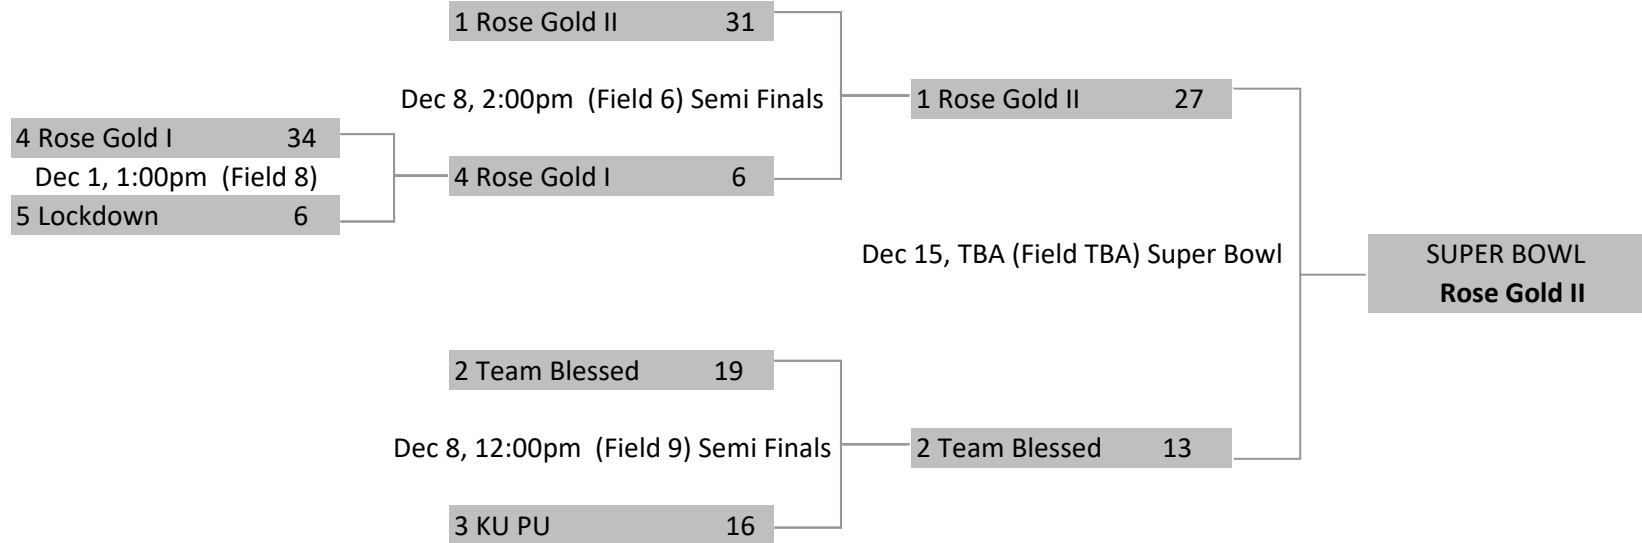 1 Rose Gold II 31
Dec 8, 2:00pm (Field 6) Semi Finals
1 Rose Gold II 27
4 Rose Gold I 34
Dec 1, 1:00pm (Field 8)
4 Rose Gold I 6
5 Lockdown 6
Dec 15, TBA (Field TBA) Super Bowl
SUPER BOWL
Rose Gold II
2 Team Blessed 19
Dec 8, 12:00pm (Field 9) Semi Finals
2 Team Blessed 13
3 KU PU 16